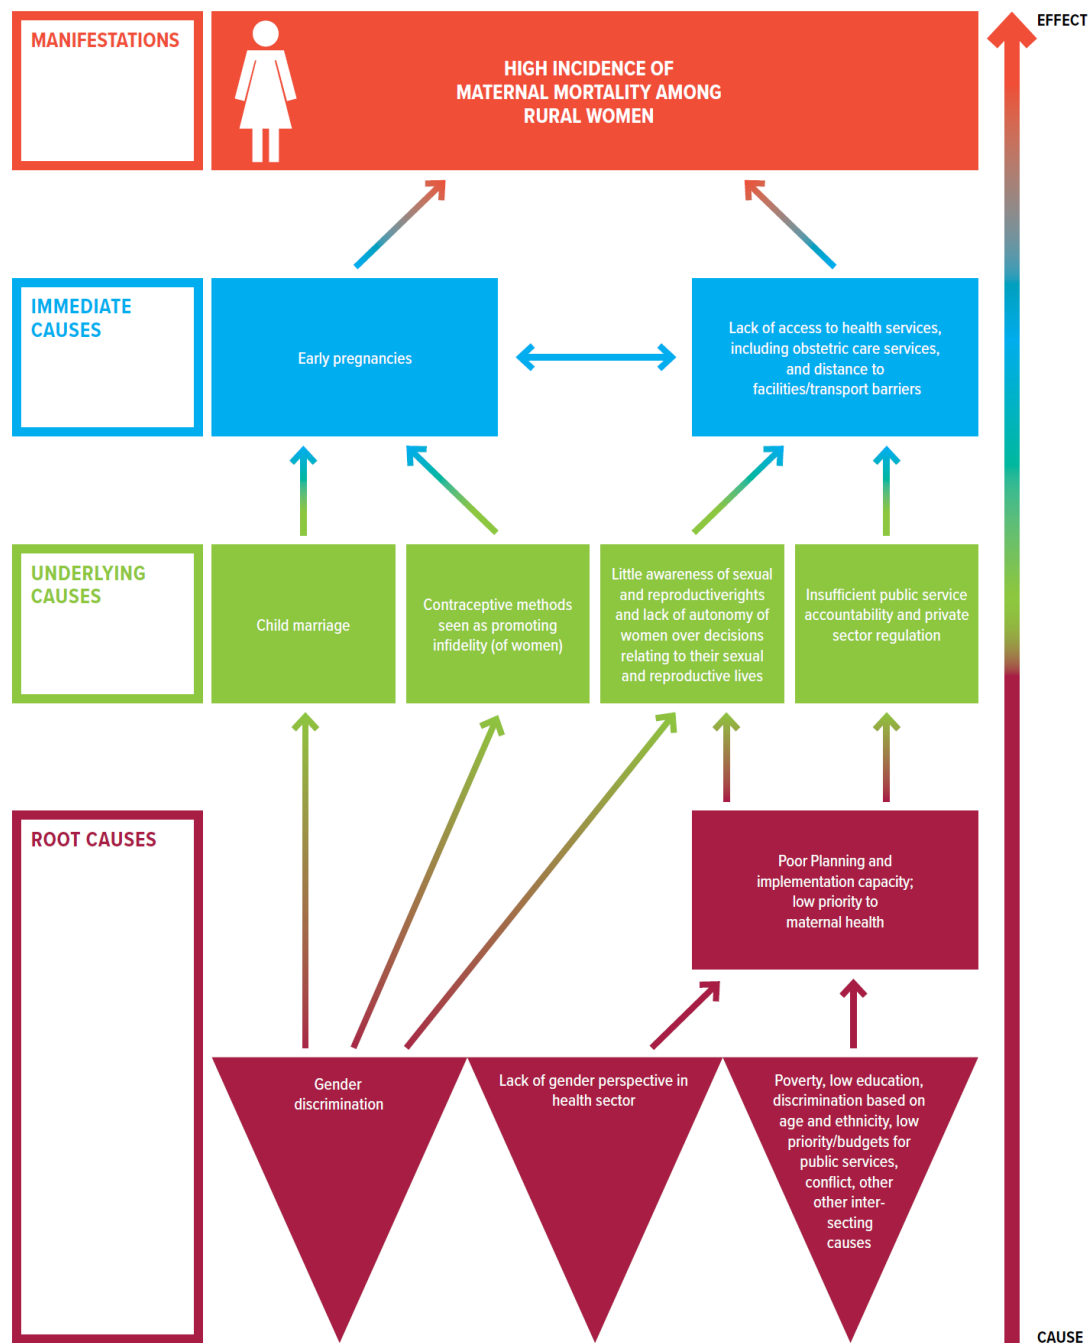 EFFECT
MANIFESTATIONS
HIGH INCIDENCE OF
MATERNAL MORTALITY AMONG
RURAL WOMEN
IMMEDIATE
CAUSES
Early pregnancies
Lack of access to health services,
including obstetric care services,
and distance to
facilities/transport barriers
UNDERLYING
CAUSES
Child marriage
Contraceptive methods
seen as promoting
infidelity (of women)
Little awareness of sexual
and reproductiverights
and lack of autonomy of
women over decisions
relating to their sexual
and reproductive lives
Insufficient public service
accountability and private
sector regulation
ROOT CAUSES
Poor Planning and
implementation capacity;
low priority to
maternal health
Gender
discrimination
Lack of gender perspective in
health sector
Poverty, low education,
discrimination based on
age and ethnicity, low
priority/budgets for
public services,
conflict, other
other inter-
secting
causes
CAUSE